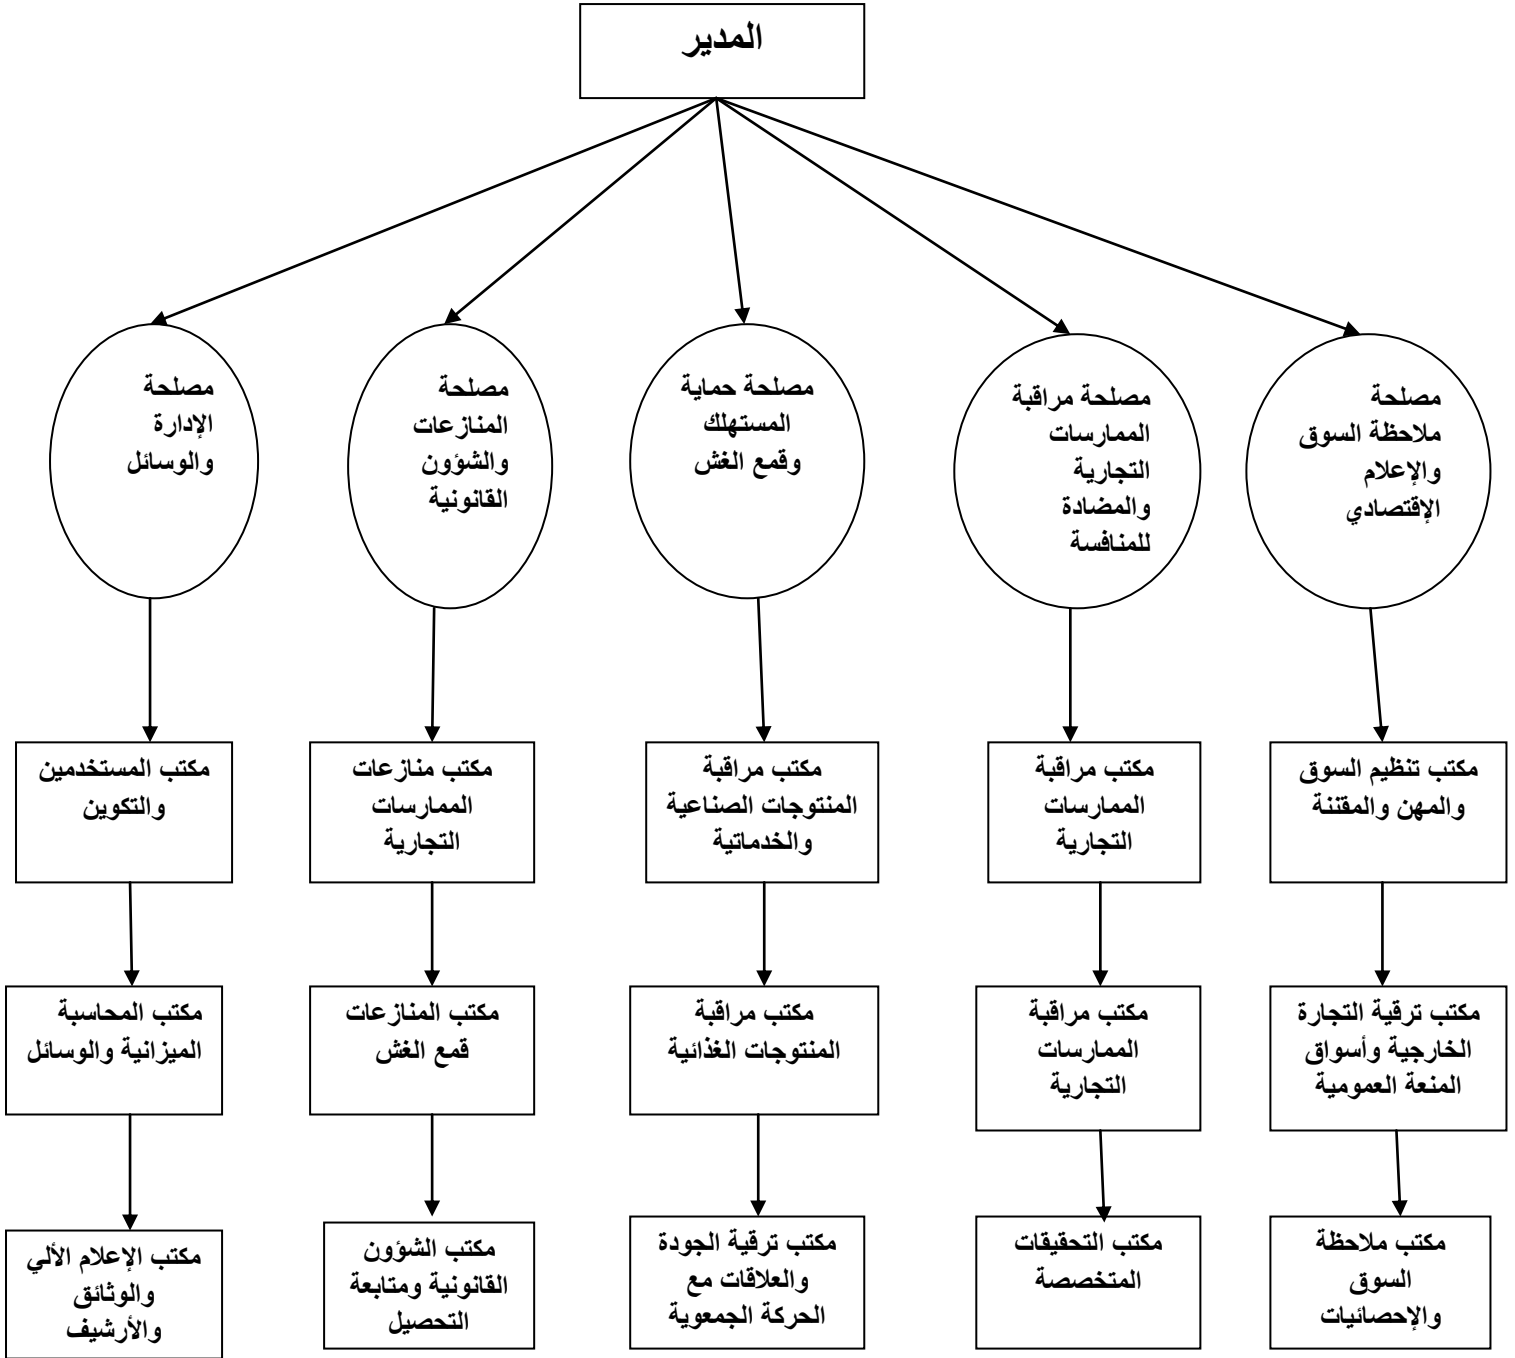 المدير
مصلحة
ملاحظة السوق
والإعلام
الإقتصادي
مصلحة مراقبة
الممارسات
التجارية
والمضادة
للمنافسة
مصلحة حماية
المستهلك
وقمع الغش
مصلحة
المنازعات
والشؤون
القانونية
مصلحة
الإدارة
والوسائل
مكتب تنظيم السوق
والمهن والمقتنة
مكتب مراقبة
الممارسات
التجارية
مكتب مراقبة
المنتوجات الصناعية
والخدماتية
مكتب منازعات
الممارسات
التجارية
مكتب المستخدمين
والتكوين
مكتب ترقية التجارة
الخارجية وأسواق
المنعة العمومية
مكتب مراقبة
الممارسات
التجارية
مكتب مراقبة
المنتوجات الغذائية
مكتب المنازعات
قمع الغش
مكتب المحاسبة
الميزانية والوسائل
مكتب ملاحظة
السوق
والإحصائيات
مكتب التحقيقات
المتخصصة
مكتب ترقية الجودة
والعلاقات مع
الحركة الجمعوية
مكتب الشؤون
القانونية ومتابعة
التحصيل
مكتب الإعلام الألي
والوثائق
والأرشيف